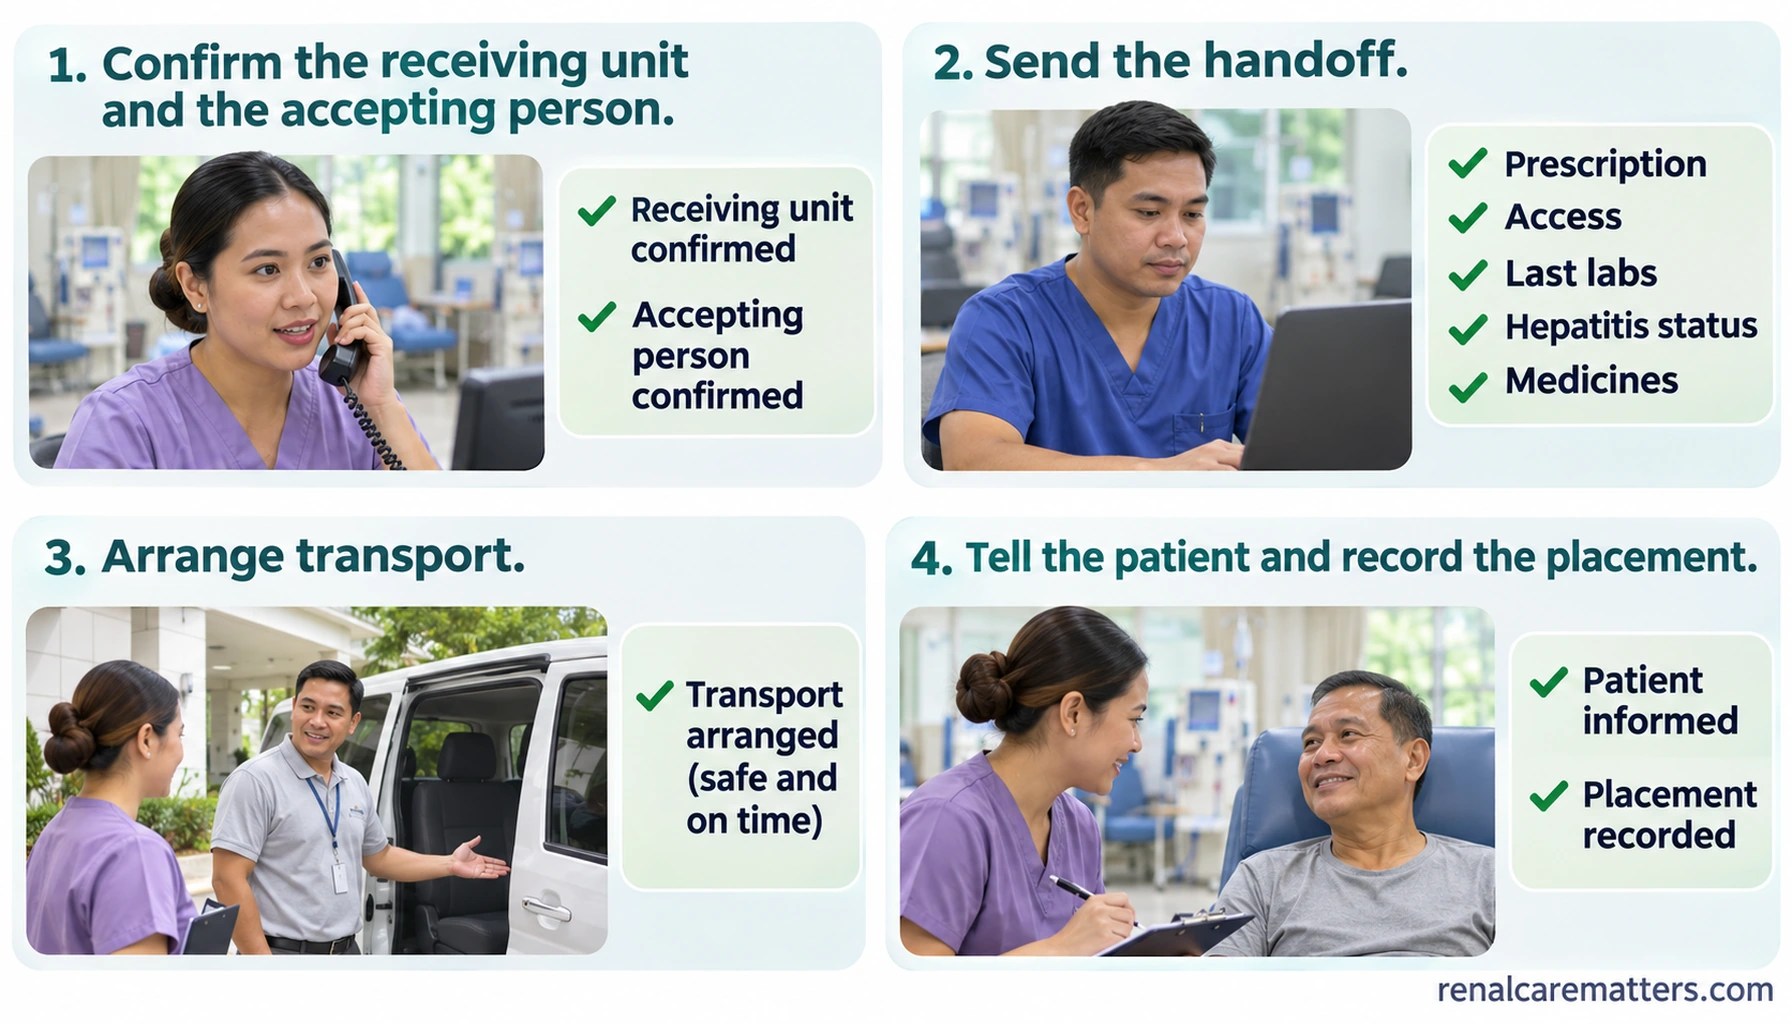 1. Confirm the receiving unit
and the accepting person.
Receiving unit
confirmed
Accepting
person
confirmed
2. Send the handoff.
Prescription
Access
Last labs
Hepatitis status
Medicines
3. Arrange transport.
Transport
arranged
(safe and
on time)
4. Tell the patient and record the placement.
Patient
informed
Placement
recorded
renalcarematters.com